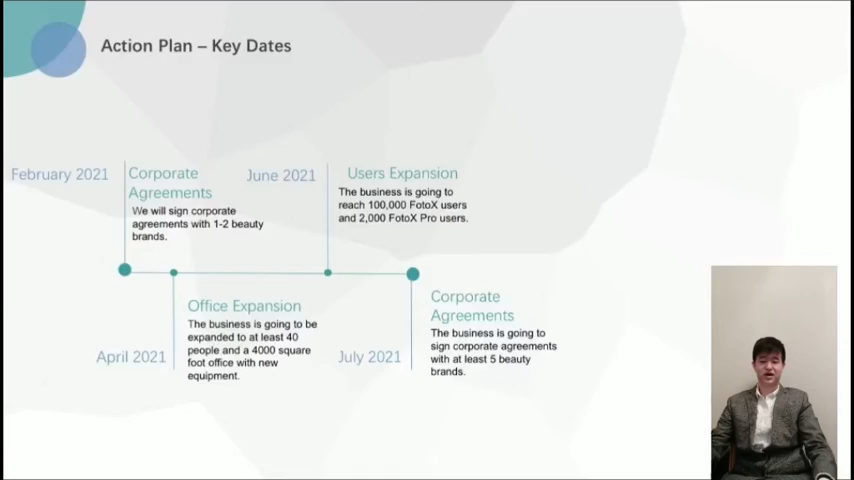 Action Plan – Key Dates
February 2021
Corporate
Agreements
We will sign corporate
agreements with 1-2 beauty
brands.
June 2021
Users Expansion
The business is going to
reach 100,000 FotoX users
and 2,000 FotoX Pro users.
April 2021
Office Expansion
The business is going to be
expanded to at least 40
people and a 4000 square
foot office with new
equipment.
July 2021
Corporate
Agreements
The business is going to
sign corporate agreements
with at least 5 beauty
brands.